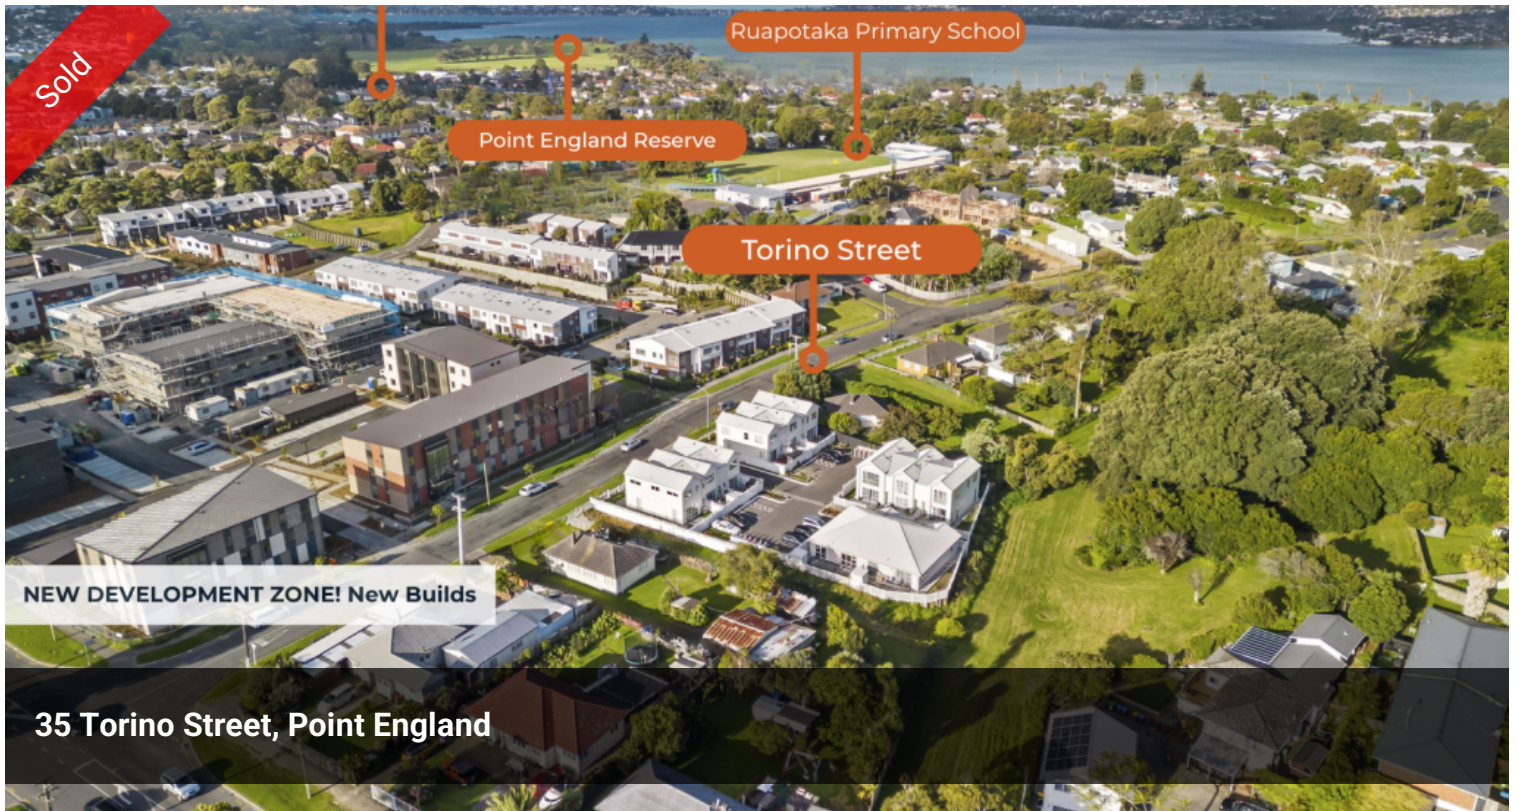 Sold
Ruapotaka Primary School
Point England Reserve
Torino Street
NEW DEVELOPMENT ZONE! New Builds
35 Torino Street, Point England